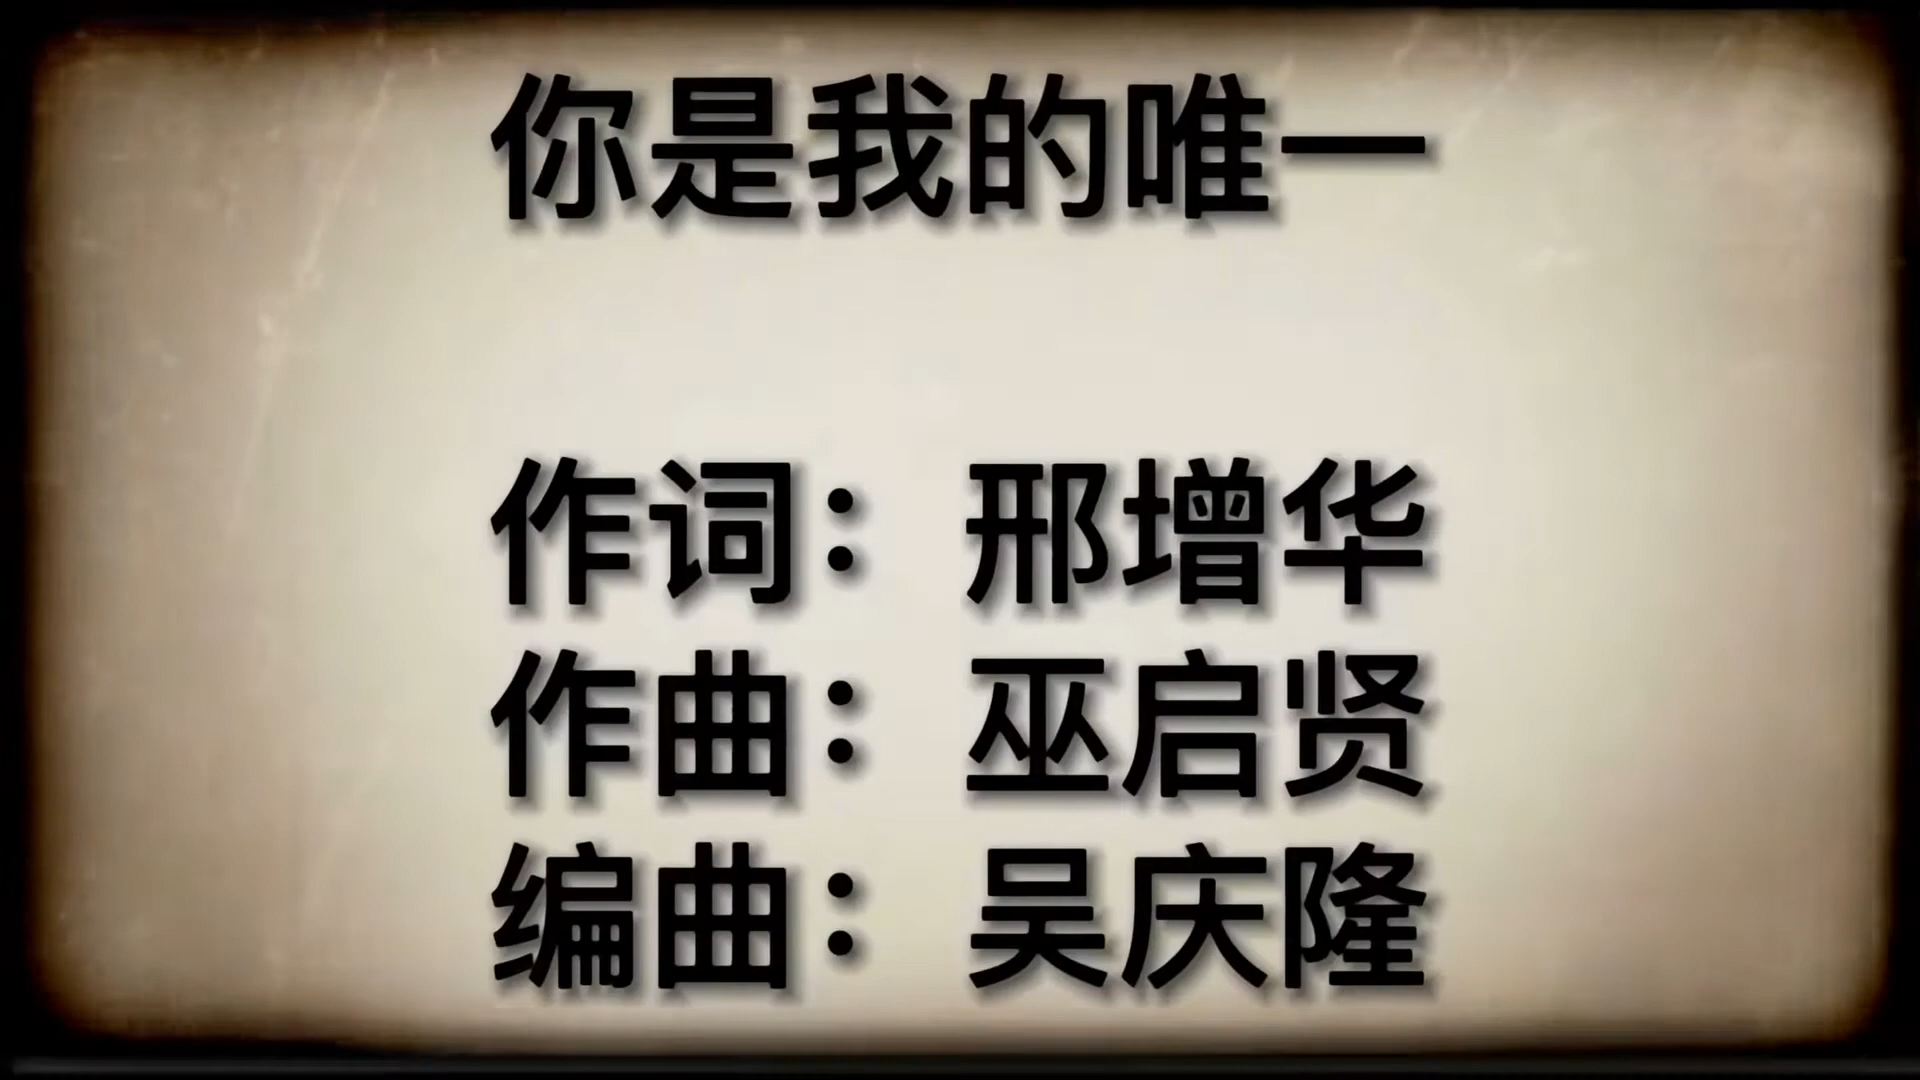 你是我的唯一
作词：邢增华
作曲：巫启贤
编曲：吴庆隆